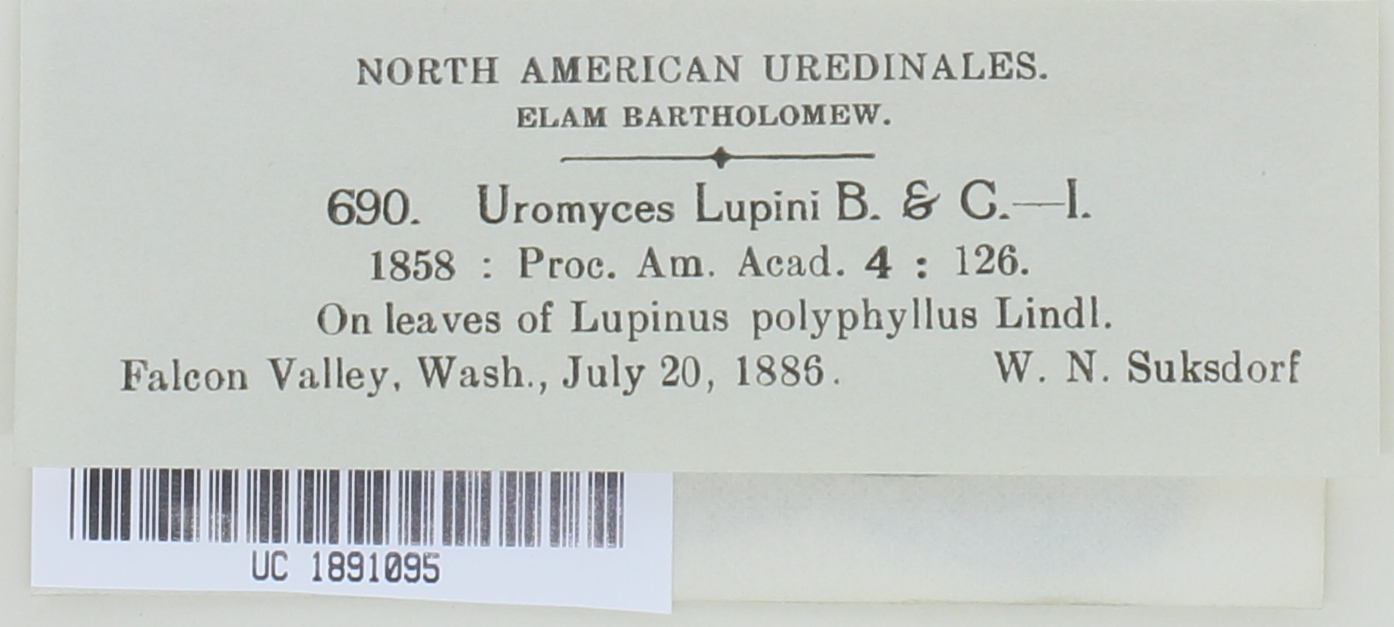 NORTH AMERICAN UREDINALES.
ELAM BARTHOLOMEW.
690. Uromyces Lupini B. & C.—I.
1858 : Proc. Am. Acad. 4 : 126.
On leaves of Lupinus polyphyllus Lindl.
Falcon Valley, Wash., July 20, 1886. W. N. Suksdorf
UC 1891095